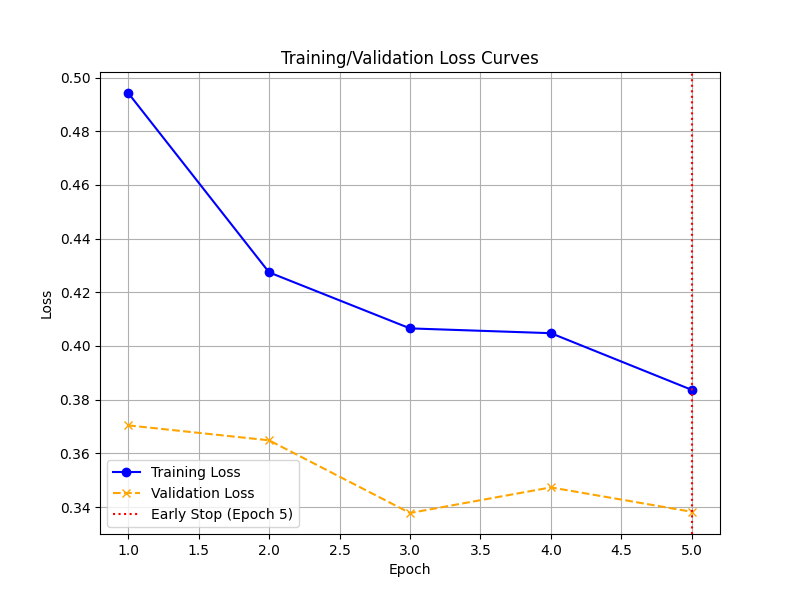 Training/Validation Loss Curves
0.50
0.48
0.46
0.44
0.42
0.40
0.38
0.36
0.34
Loss
Training Loss
Validation Loss
Early Stop (Epoch 5)
1.0 1.5 2.0 2.5 3.0 3.5 4.0 4.5 5.0
Epoch